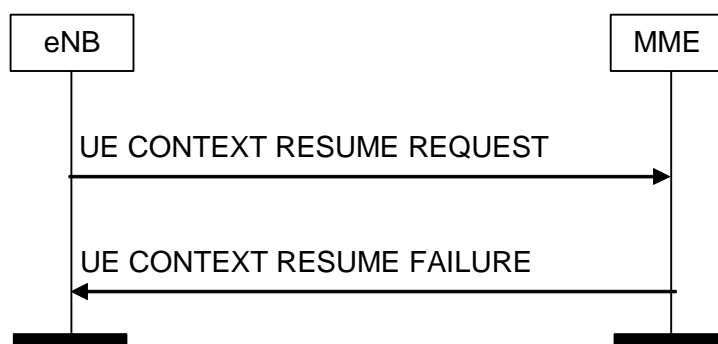 eNB
MME
UE CONTEXT RESUME REQUEST
UE CONTEXT RESUME FAILURE